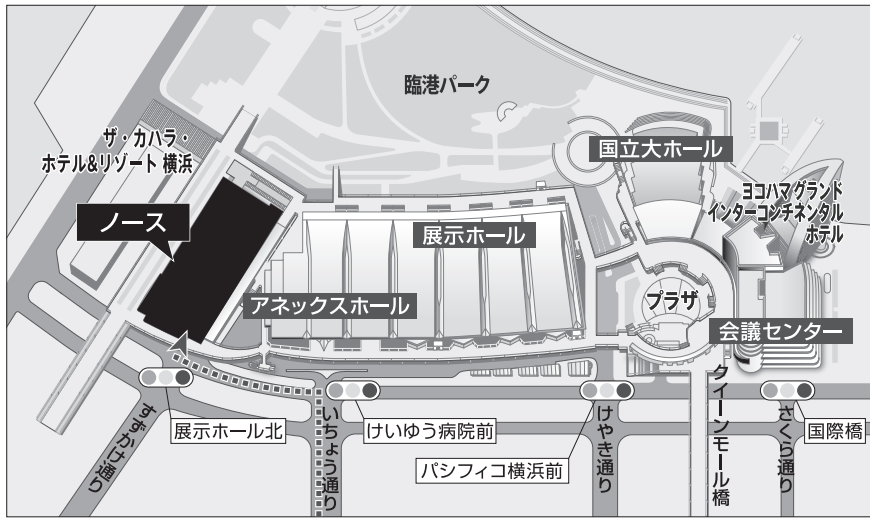 臨港パーク
ザ・カハラ・
ホテル&リゾート 横浜
国立大ホール
ヨコハマグランド
インターコンチネンタル
ホテル
ノース
展示ホール
アネックスホール
プラザ
会議センター
展示ホール北
けいゆう病院前
パシフィコ横浜前
国際橋
すずかけ通り
いちょう通り
けやき通り
クイーンモール橋
さくら通り